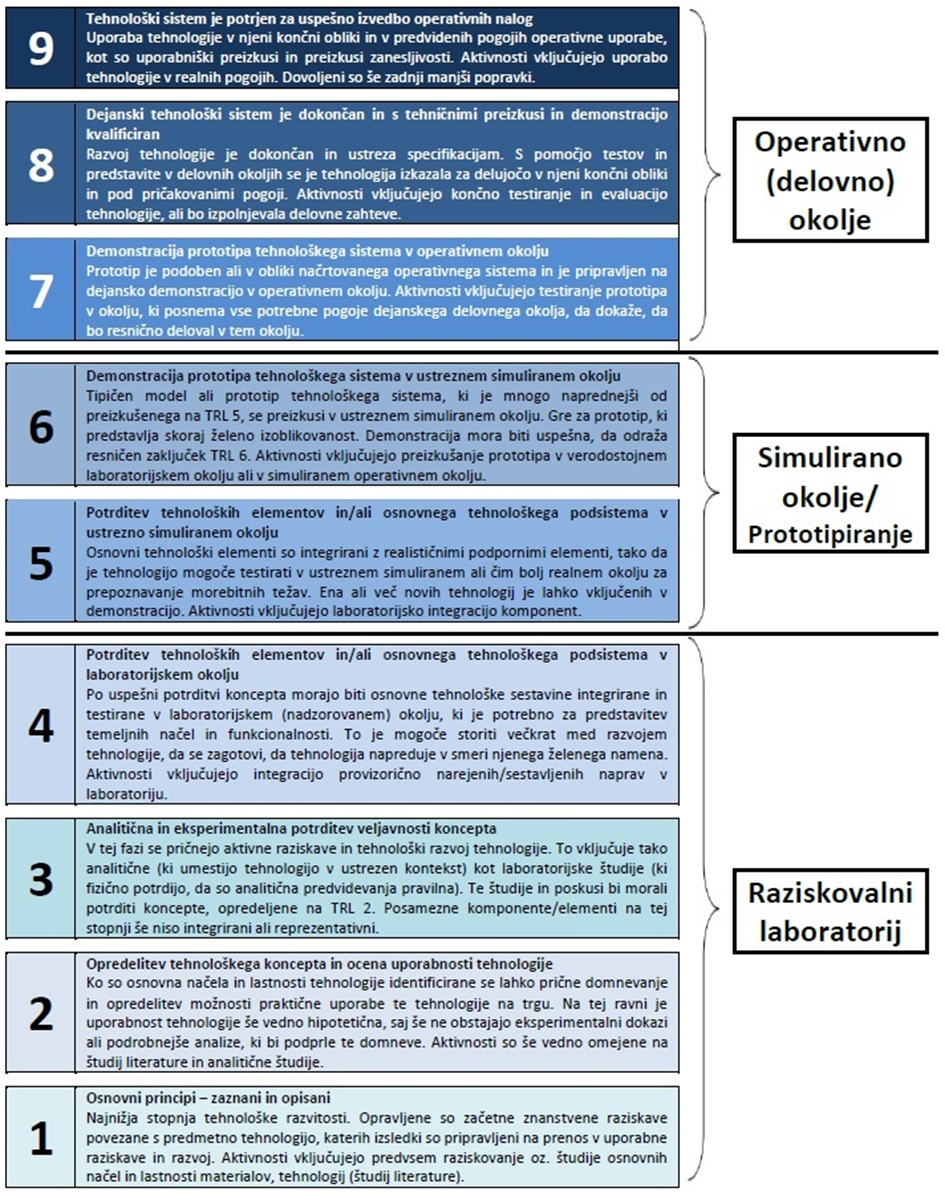 9
Tehnološki sistem je potrjen za uspešno izvedbo operativnih nalog
Uporaba tehnologije v njeni končni obliki in v predvidenih pogojih operativne uporabe,
kot so uporabniški preizkusi in preizkusi zanesljivosti. Aktivnosti vključujejo uporabo
tehnologije v realnih pogojih. Dovoljeni so še zadnji manjši popravki.
8
Dejanski tehnološki sistem je dokončan in s tehničnimi preizkusi in demonstracijo
kvalificiran
Razvoj tehnologije je dokončan in ustreza specifikacijam. S pomočjo testov in
predstavite v delovnih okoljih se je tehnologija izkazala za delujočo v njeni končni obliki
in v pod pričakovanimi pogoji. Aktivnosti vključujejo končno testiranje in evaluacijo
tehnologije, ali bo izpolnjevala delovne zahteve.
7
Demonstracija prototipa tehnološkega sistema v operativnem okolju
Prototip je podoben ali v obliki načrtovanega operativnega sistema in je pripravljen na
dejansko demonstracijo v operativnem okolju. Aktivnosti vključujejo testiranje prototipa
v okolju, ki posnema vse potrebne pogoje dejanskega delovnega okolja, da dokaže, da
bo resnično deloval v tem okolju.
Operativno
(delovno)
okolje
6
Demonstracija prototipa tehnološkega sistema v ustreznem simuliranem okolju
Tipičen model ali prototip tehnološkega sistema, ki je mnogo naprednejši od
preizkušenega na TRL 5, se preizkusi v ustreznem simuliranem okolju. Gre za prototip, ki
predstavlja skoraj želeno izoblikovanost. Demonstracija mora biti uspešna, da odraža
resničen zaključek TRL 6. Aktivnosti vključujejo preizkušanje prototipa v verodostojnem
laboratorijskem okolju ali v simuliranem operativnem okolju.
5
Potrditev tehnoloških elementov in/ali osnovnega tehnološkega podsistema v
ustrezno simuliranem okolju
Osnovni tehnološki elementi so integrirani z realističnimi podpornimi elementi, tako da
je tehnologijo mogoče testirati v ustreznem simuliranem ali čim bolj realnem okolju za
prepoznavanje morebitnih težav. Ena ali več novih tehnologij je lahko vključenih v
demonstracijo. Aktivnosti vključujejo laboratorijsko integracijo komponent.
Simulirano
okolje/
Prototipiranje
4
Potrditev tehnoloških elementov in/ali osnovnega tehnološkega podsistema v
laboratorijskem okolju
Po uspešni potrditvi koncepta morajo biti osnovne tehnološke sestavine integrirane in
testirane v laboratorijskem (nadzorovanem) okolju, ki je potrebno za predstavitev
temeljnih načel in funkcionalnosti. To je mogoče storiti večkrat med razvojem
tehnologije, da se zagotovi, da tehnologija napreduje v smeri njenega želenega namena.
Aktivnosti vključujejo integracijo provizorično narejenih/sestavljenih naprav v
laboratoriju.
3
Analitična in eksperimentalna potrditev veljavnosti koncepta
V tej fazi se pričnejo aktivne raziskave in tehnološki razvoj tehnologije. To vključuje tako
analitične (ki umestijo tehnologijo v ustrezen kontekst) kot laboratorijske študije (ki
fizično potrdijo, da so analitična predvidevanja pravilna). Te študije in poskusi bi morali
potrditi koncepte, opredeljene na TRL 2. Posamezne komponente/elementi na tej
stopnji še niso integrirani ali reprezentativni.
2
Opredelitev tehnološkega koncepta in ocena uporabnosti tehnologije
Ko so osnovna načela in lastnosti tehnologije identificirane se lahko prične domnevanje
in opredelitev možnosti praktične uporabe te tehnologije na trgu. Na tej ravni je
uporabnost tehnologije še vedno hipotetična, saj še ne obstajajo eksperimentalni dokazi
ali podrobnejše analize, ki bi podprle te domneve. Aktivnosti so še vedno omejene na
študij literature in analitične študije.
1
Osnovni principi – zaznani in opisani
Najnižja stopnja tehnološke razvitosti. Opravljene so začetne znanstvene raziskave
povezane s predmetno tehnologijo, katerih izsledki so pripravljeni na prenos v uporabne
raziskave in razvoj. Aktivnosti vključujejo predvsem raziskovanje oz. študije osnovnih
načel in lastnosti materialov, tehnologij (študij literature).
Raziskovalni
laboratorij